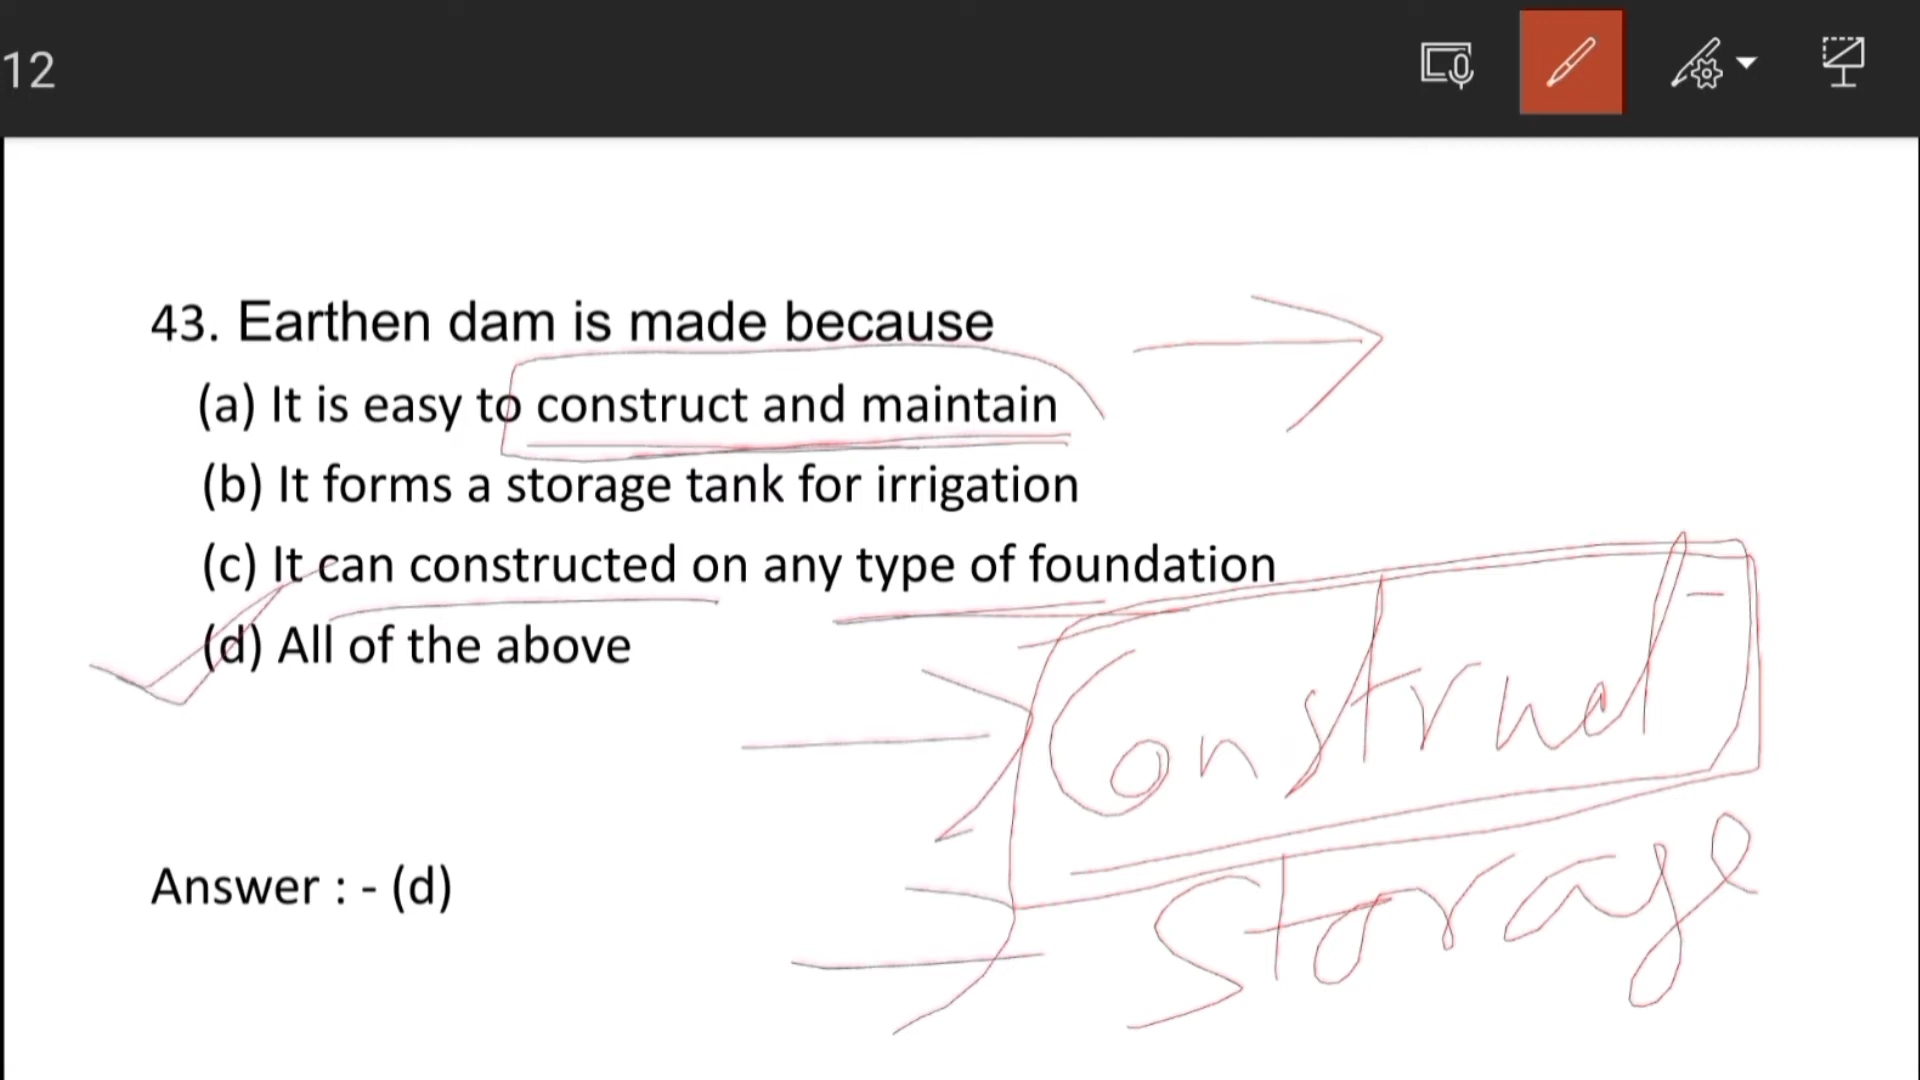 12
43. Earthen dam is made because
(a) It is easy to construct and maintain
(b) It forms a storage tank for irrigation
(c) It can constructed on any type of foundation
(d) All of the above
Construct
Storage
Answer : - (d)